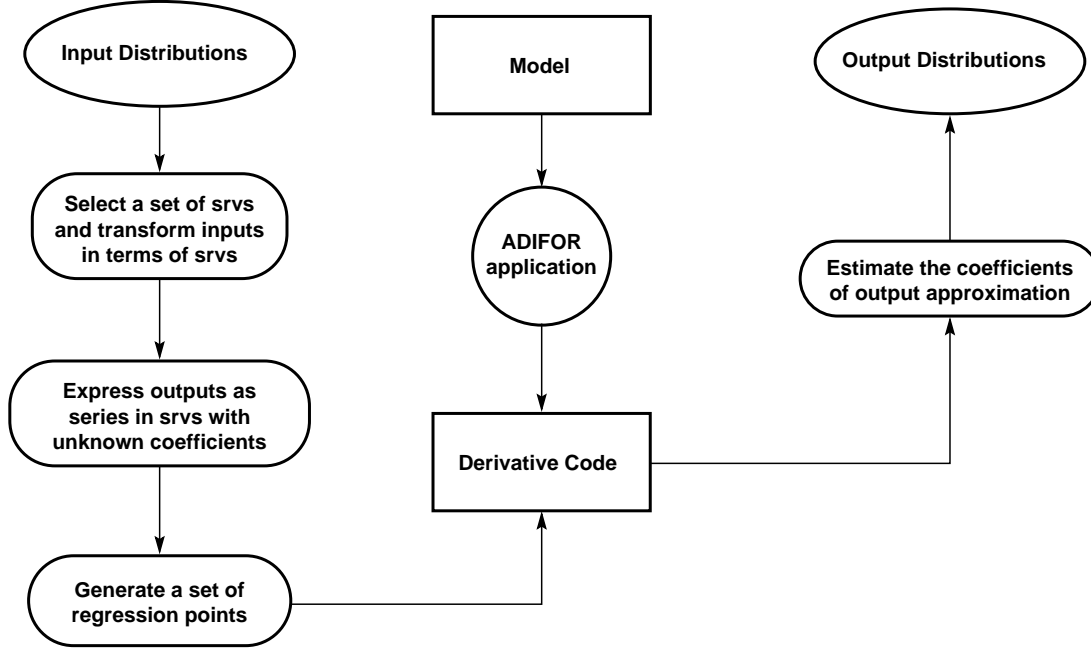 Input Distributions
Select a set of srvs
and transform inputs
in terms of srvs
Express outputs as
series in srvs with
unknown coefficients
Generate a set of
regression points
Model
ADIFOR
application
Derivative Code
Output Distributions
Estimate the coefficients
of output approximation